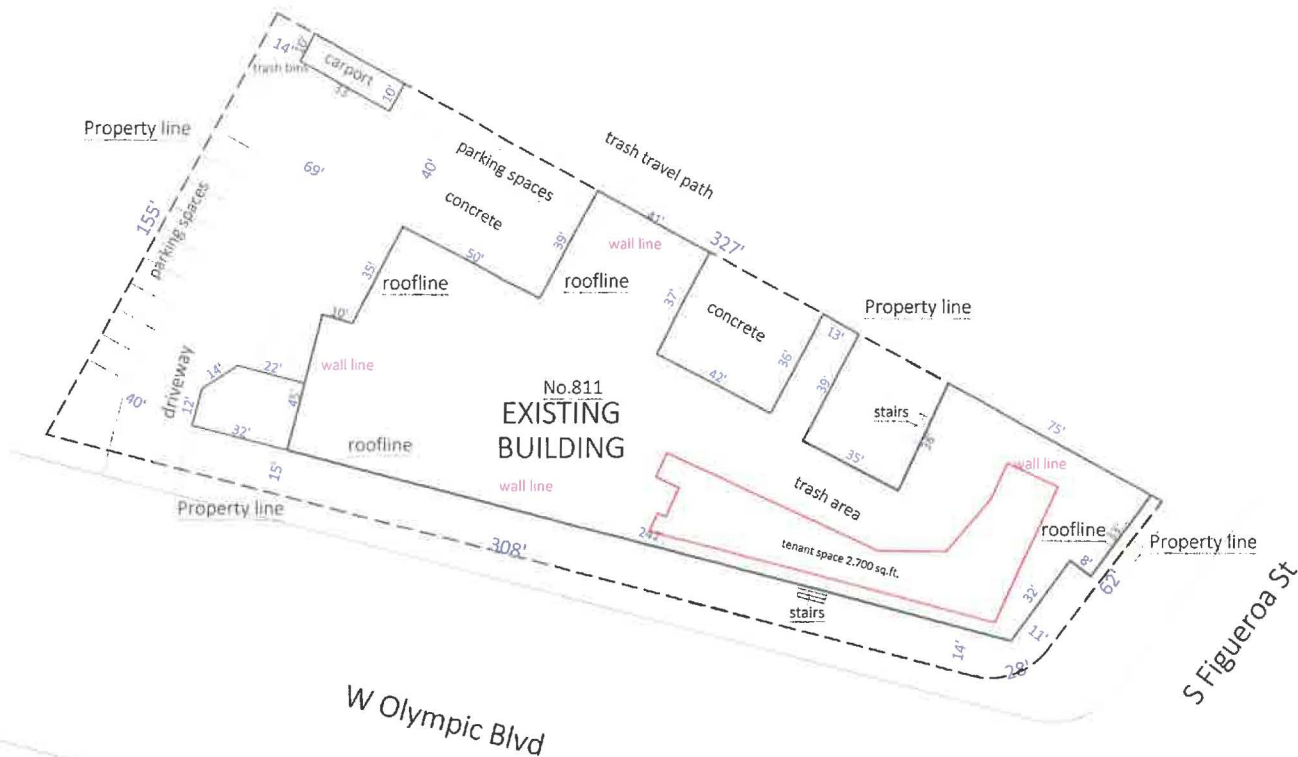 14'
10'
carport
trash bins
33
10'
Property line
69'
40'
parking spaces
concrete
trash travel path
155'
parking spaces
41'
wall line
327'
39'
50'
35'
roofline
roofline
37'
concrete
Property line
13'
10'
wall line
36'
42'
39'
driveway
14'
22'
12'
45'
40'
32'
No.811
EXISTING
BUILDING
stairs
75'
35'
roofline
wall line
trash area
wall line
15'
Property line
roofline
Property line
308'
tenant space 2.700 sq.ft.
8'
62'
32'
stairs
11'
14'
28'
S Figueroa St
W Olympic Blvd